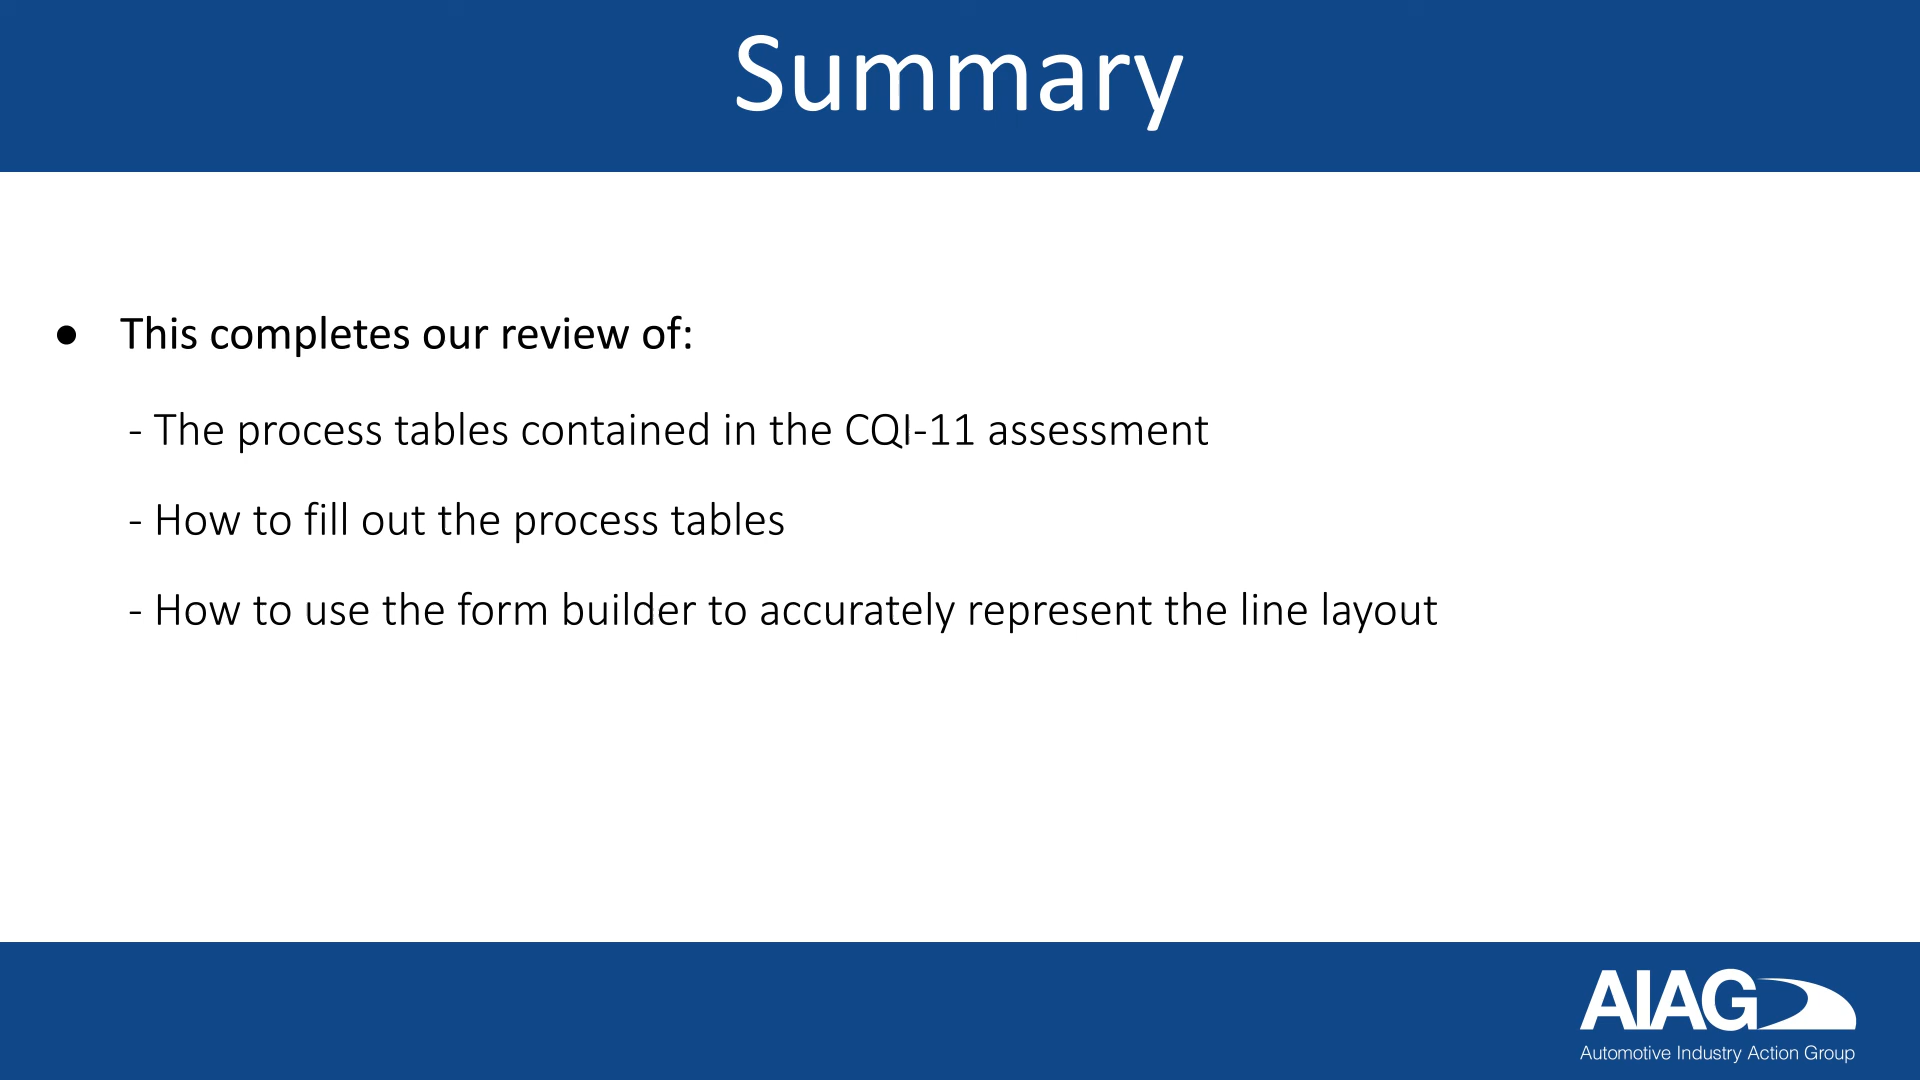 Summary
● This completes our review of:
- The process tables contained in the CQI-11 assessment
- How to fill out the process tables
- How to use the form builder to accurately represent the line layout
AIAG
Automotive Industry Action Group